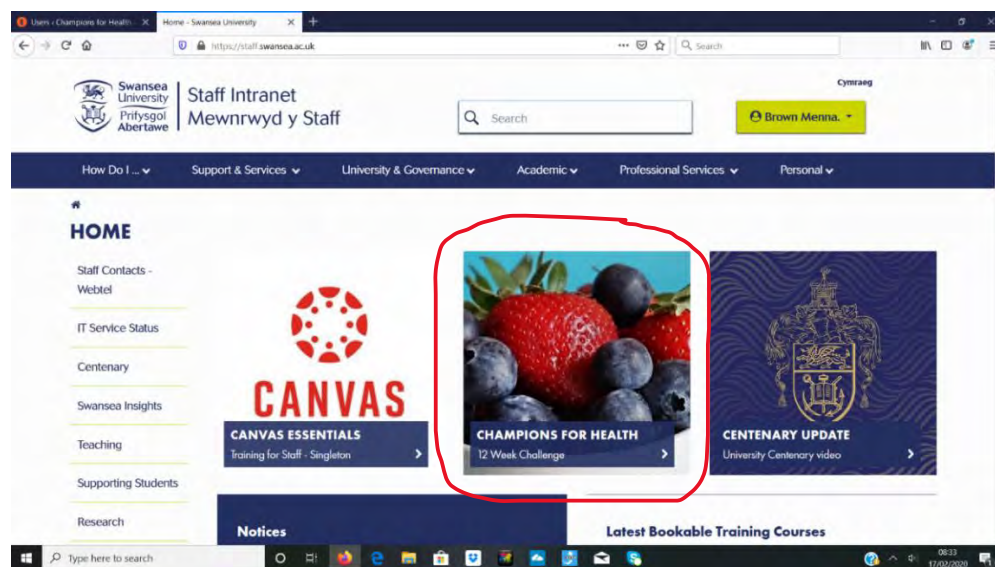 Users ‹ Champions for Health
Home - Swansea University
https://staff.swansea.ac.uk
Search
Swansea University
Prifysgol Abertawe
Staff Intranet
Mewnrwyd y Staff
Search
Cymraeg
Brown Menna.
How Do I ...
Support & Services
University & Governance
Academic
Professional Services
Personal
HOME
Staff Contacts -
Webtel
IT Service Status
Centenary
Swansea Insights
Teaching
Supporting Students
Research
CANVAS
CANVAS ESSENTIALS
Training for Staff - Singleton
CHAMPIONS FOR HEALTH
12 Week Challenge
CENTENARY UPDATE
University Centenary video
Notices
Latest Bookable Training Courses
Type here to search
08:33
17/02/2020